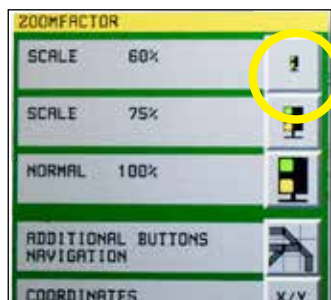 ZOOMFACTOR
SCALE 60%
SCALE 75%
NORMAL 100%
ADDITIONAL BUTTONS
NAVIGATION
COORDINATES X/Y